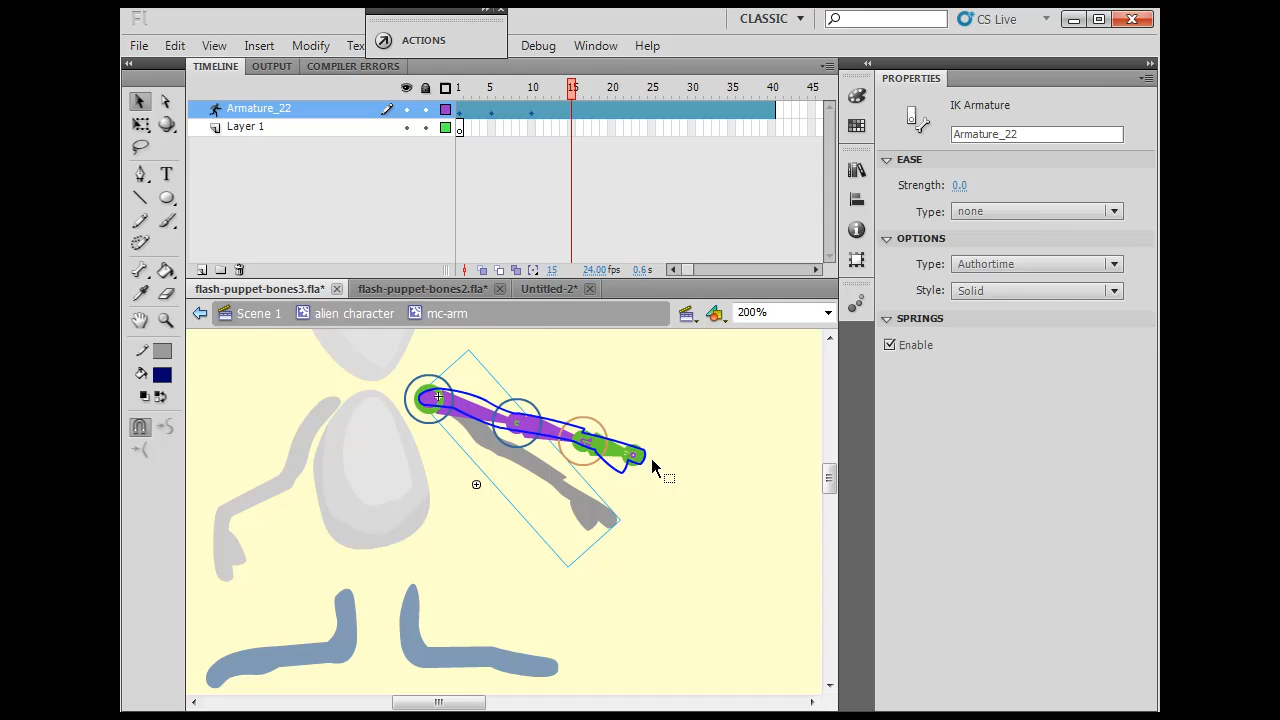 Fl
CLASSIC
CS Live
ACTIONS
File Edit View Insert Modify Tex Debug Window Help
TIMELINE OUTPUT COMPILER ERRORS
PROPERTIES
1 5 10 15 20 25 30 35 40 45
Armature_22
Layer 1
IK Armature
Armature_22
EASE
Strength: 0.0
Type: none
OPTIONS
Type: Authortime
Style: Solid
SPRINGS
Enable
15 24.00 fps 0.6 s
flash-puppet-bones3.fla* flash-puppet-bones2.fla* Untitled-2*
Scene 1 alien character mc-arm 200%